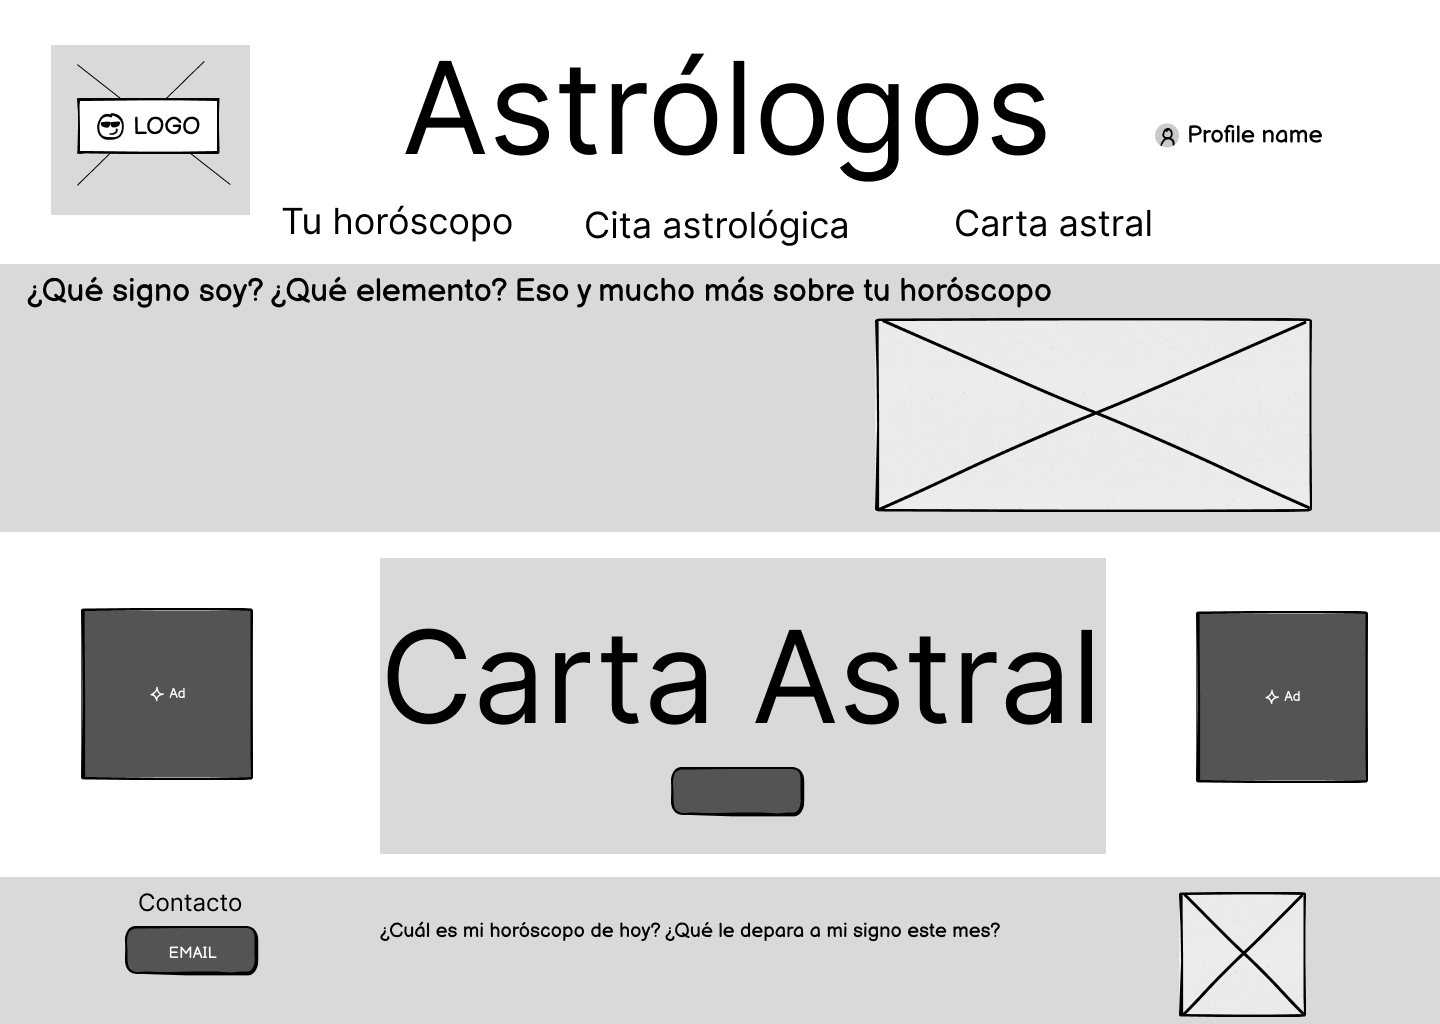 LOGO
Astrólogos
Profile name
Tu horóscopo
Cita astrológica
Carta astral
¿Qué signo soy? ¿Qué elemento? Eso y mucho más sobre tu horóscopo
Ad
Carta Astral
Ad
Contacto
EMAIL
¿Cuál es mi horóscopo de hoy? ¿Qué le depara a mi signo este mes?